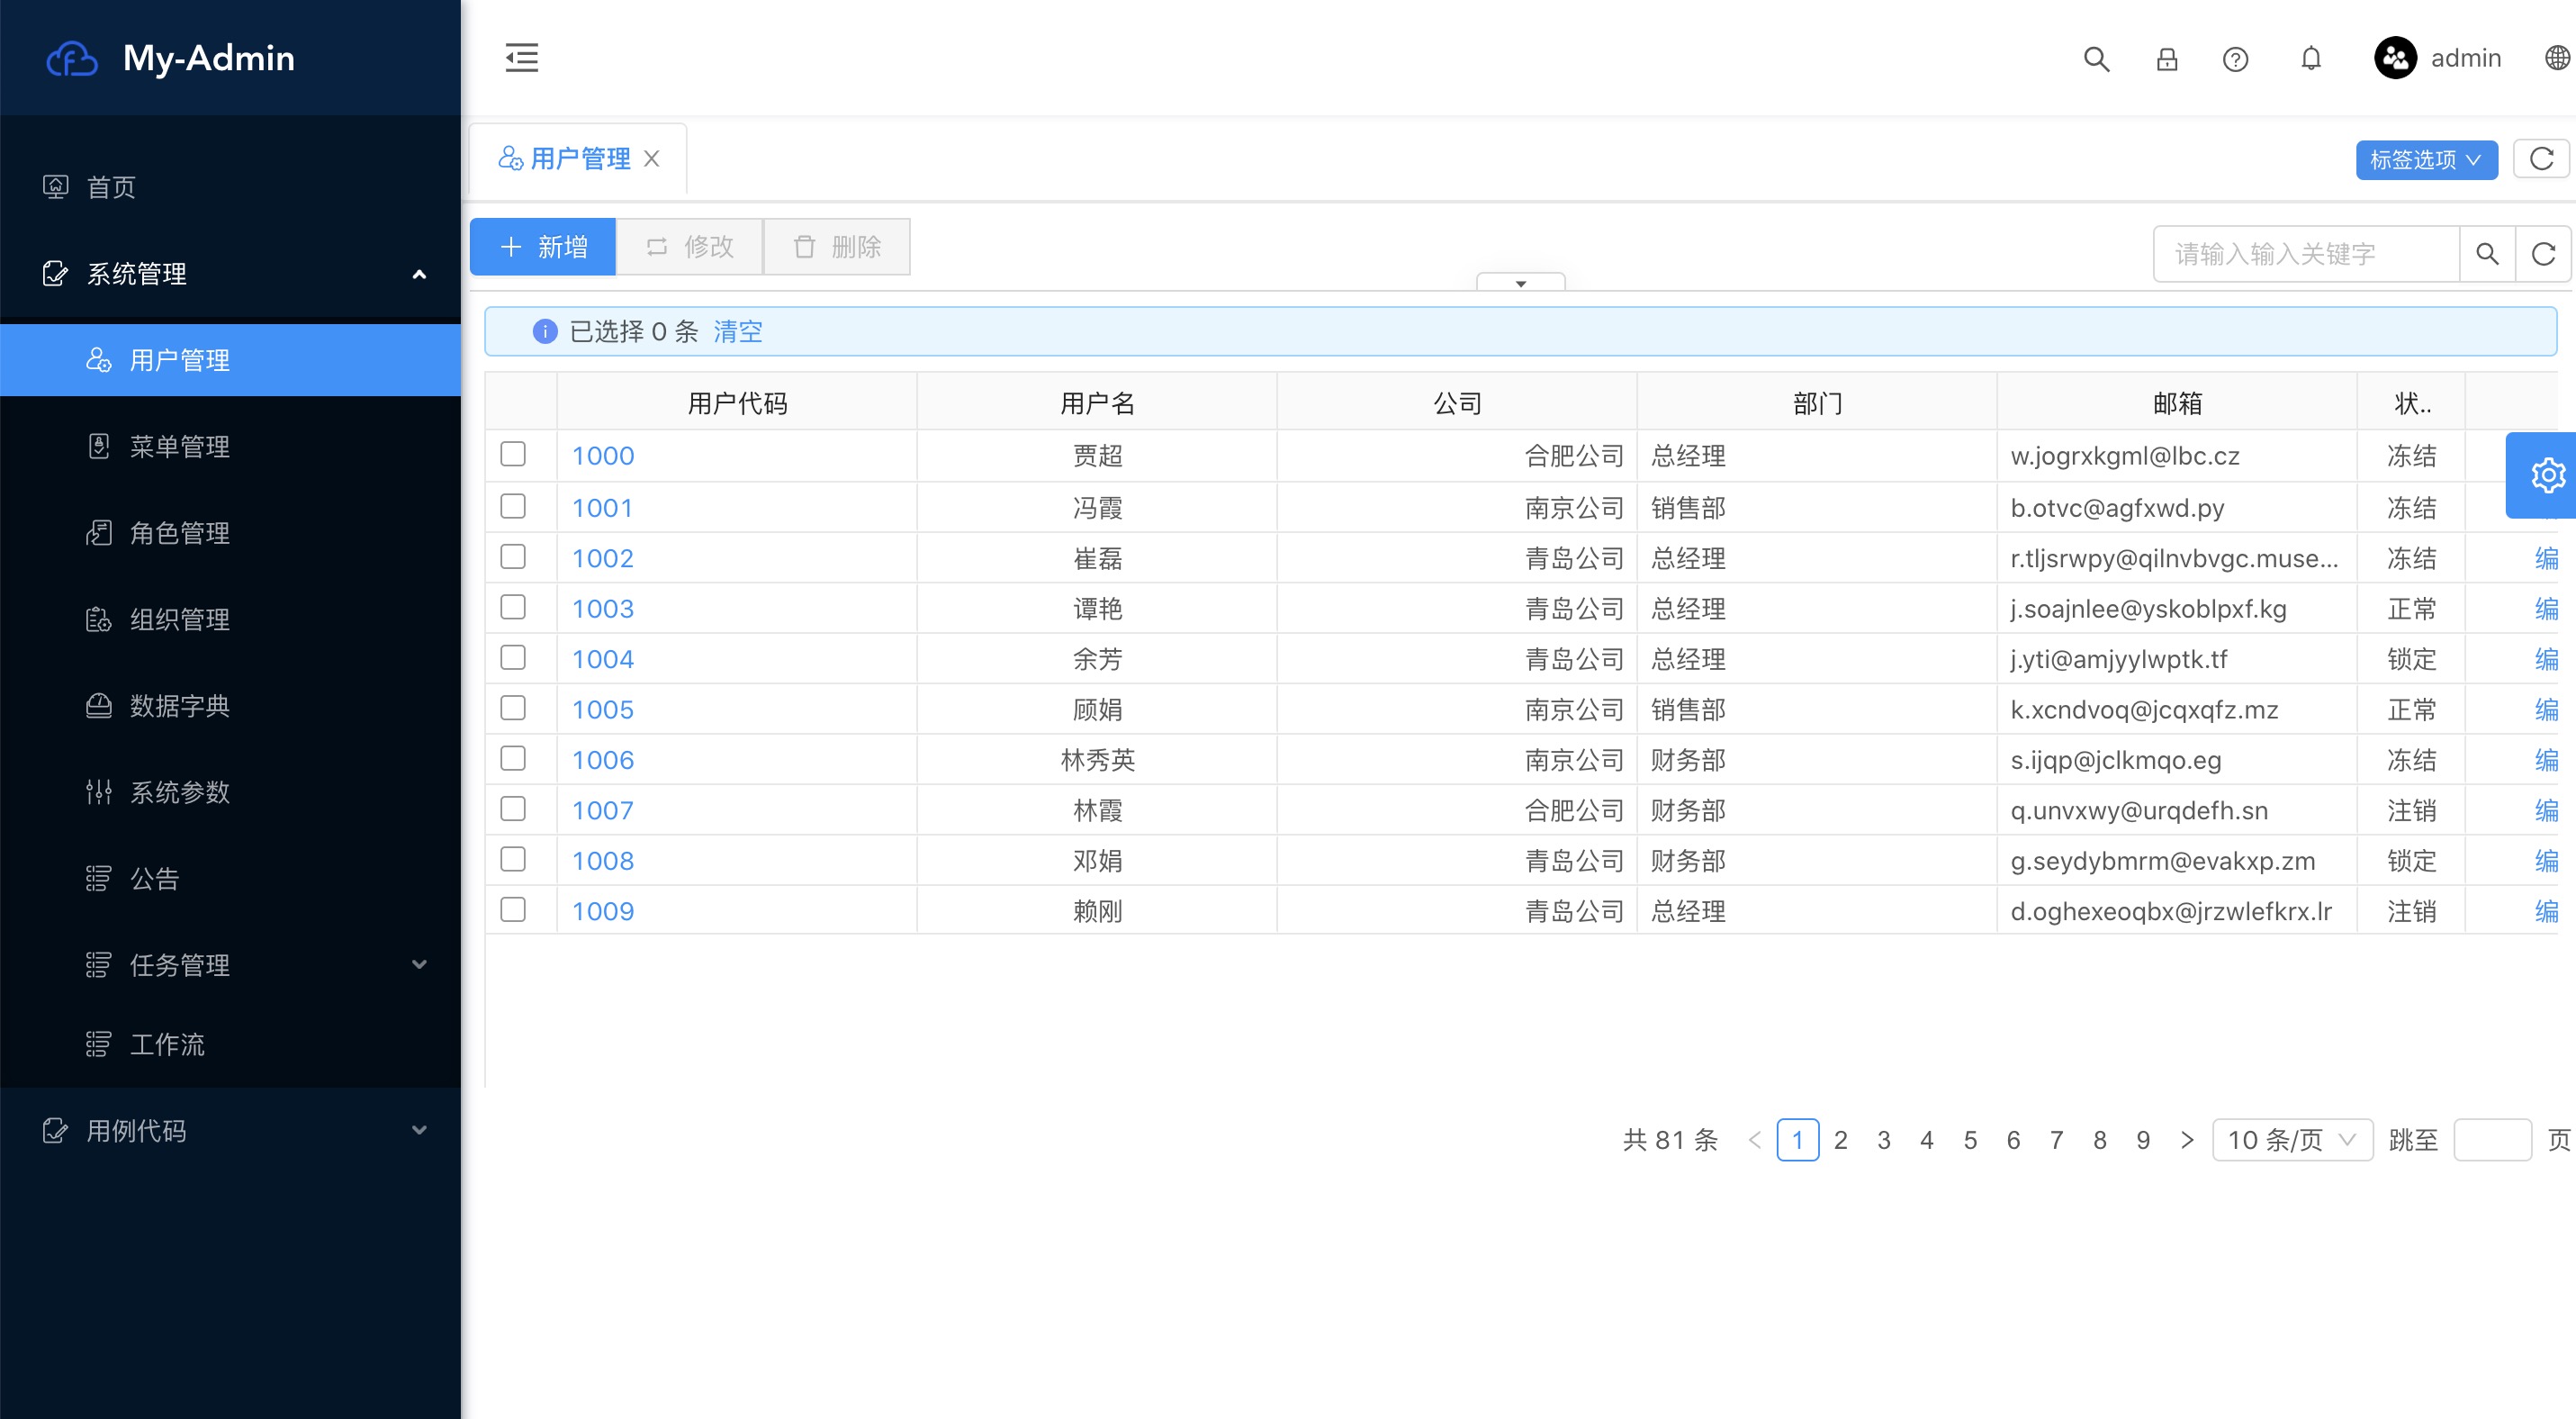 My-Admin
admin
首页
系统管理
用户管理
菜单管理
角色管理
组织管理
数据字典
系统参数
公告
任务管理
工作流
用例代码
用户管理
标签选项
新增 修改 删除
请输入输入关键字
已选择 0 条 清空
用户代码 用户名 公司 部门 邮箱 状..
1000 贾超 合肥公司 总经理 w.jogrxkgml@lbc.cz 冻结
1001 冯霞 南京公司 销售部 b.otvc@agfxwd.py 冻结
1002 崔磊 青岛公司 总经理 r.tljsrwpy@qilnvbvgc.muse... 冻结 编
1003 谭艳 青岛公司 总经理 j.soajnlee@yskoblpxf.kg 正常 编
1004 余芳 青岛公司 总经理 j.yti@amjyylwptk.tf 锁定 编
1005 顾娟 南京公司 销售部 k.xcndvoq@jcqxqfz.mz 正常 编
1006 林秀英 南京公司 财务部 s.ijqp@jclkmqo.eg 冻结 编
1007 林霞 合肥公司 财务部 q.unvxwy@urqdefh.sn 注销 编
1008 邓娟 青岛公司 财务部 g.seydybmrm@evakxp.zm 锁定 编
1009 赖刚 青岛公司 总经理 d.oghexeoqbx@jrzwlefkrx.lr 注销 编
共 81 条 1 2 3 4 5 6 7 8 9 10 条/页 跳至 页